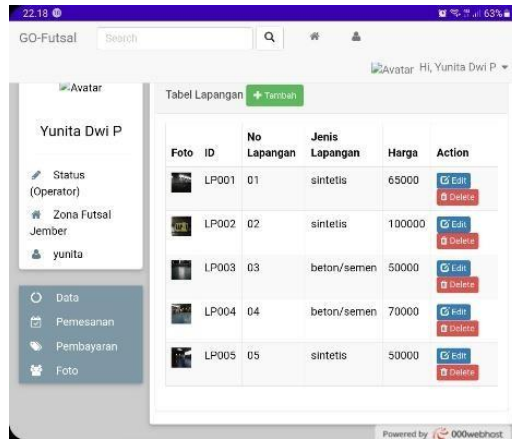 22.18
63%
GO-Futsal Search
Avatar Hi, Yunita Dwi P
Avatar
Yunita Dwi P
Status
(Operator)
Zona Futsal
Jember
yunita
Data
Pemesanan
Pembayaran
Foto
Tabel Lapangan + Tambah
Foto ID No Lapangan Jenis Lapangan Harga Action
LP001 01 sintetis 65000 Edit
Delete
LP002 02 sintetis 100000 Edit
Delete
LP003 03 beton/semen 50000 Edit
Delete
LP004 04 beton/semen 70000 Edit
Delete
LP005 05 sintetis 50000 Edit
Delete
Powered by 000webhost